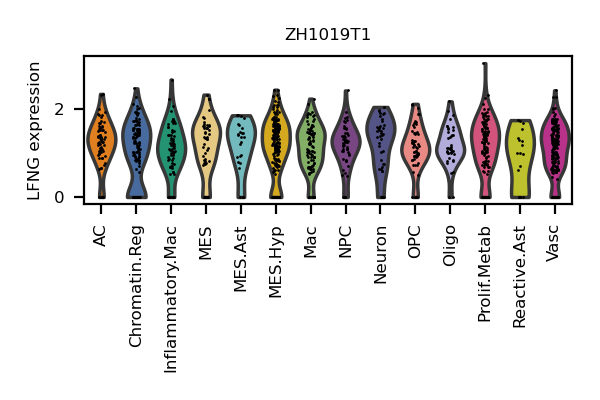 ZH1019T1
LFNG expression
2
0
AC
Chromatin.Reg
Inflammatory.Mac
MES
MES.Ast
MES.Hyp
Mac
NPC
Neuron
OPC
Oligo
Prolif.Metab
Reactive.Ast
Vasc